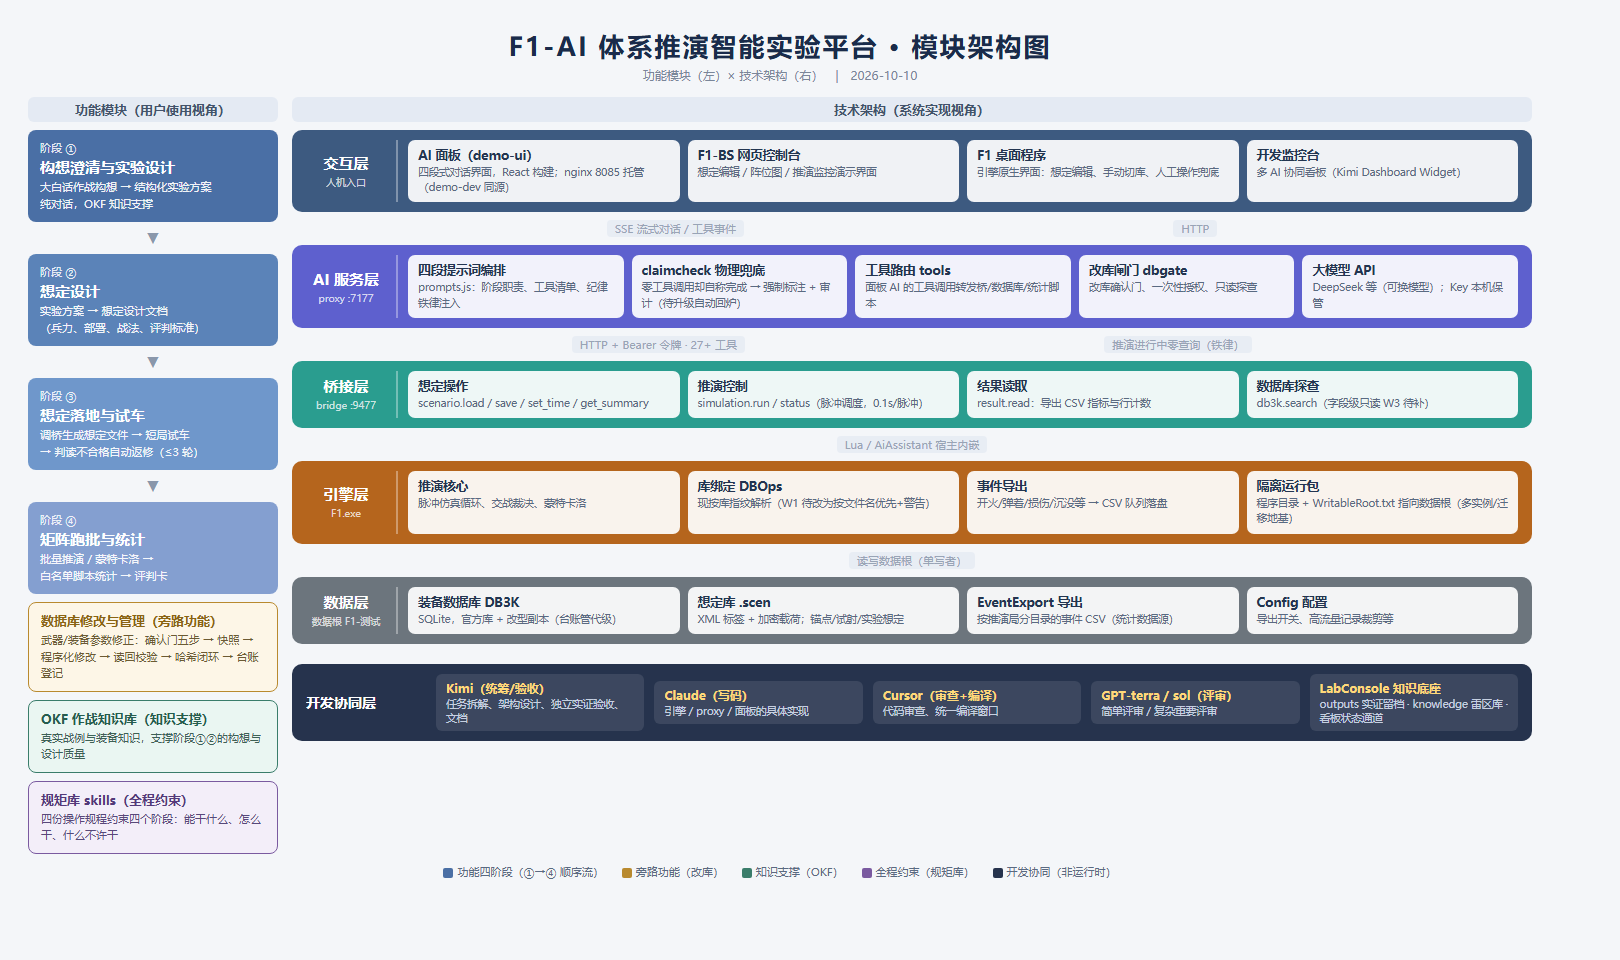 F1-AI 体系推演智能实验平台 • 模块架构图
功能模块（左）× 技术架构（右） | 2026-10-10
功能模块（用户使用视角）
阶段 ①
构想澄清与实验设计
大白话作战构想 → 结构化实验方案
纯对话，OKF 知识支撑
▼
阶段 ②
想定设计
实验方案 → 想定设计文档
（兵力、部署、战法、评判标准）
▼
阶段 ③
想定落地与试车
调桥生成想定文件 → 短局试车
→ 判读不合格自动返修（≤3 轮）
▼
阶段 ④
矩阵跑批与统计
批量推演 / 蒙特卡洛 →
白名单脚本统计 → 评判卡
数据库修改与管理（旁路功能）
武器/装备参数修正：确认门五步 → 快照 →
程序化修改 → 读回校验 → 哈希闭环 → 台账
登记
OKF 作战知识库（知识支撑）
真实战例与装备知识，支撑阶段①②的构想与
设计质量
规矩库 skills（全程约束）
四份操作规程约束四个阶段：能干什么、怎么
干、什么不许干
技术架构（系统实现视角）
交互层
人机入口
AI 面板（demo-ui）
四段式对话界面，React 构建；nginx 8085 托管
（demo-dev 同源）
F1-BS 网页控制台
想定编辑 / 阵位图 / 推演监控演示界面
F1 桌面程序
引擎原生界面：想定编辑、手动切库、人工操作兜底
开发监控台
多 AI 协同看板（Kimi Dashboard Widget）
SSE 流式对话 / 工具事件
HTTP
AI 服务层
proxy :7177
四段提示词编排
prompts.js：阶段职责、工具清单、纪律
铁律注入
claimcheck 物理兜底
零工具调用却自称完成 → 强制标注 + 审
计（待升级自动回炉）
工具路由 tools
面板 AI 的工具调用转发桥/数据库/统计脚
本
改库闸门 dbgate
改库确认门、一次性授权、只读探查
大模型 API
DeepSeek 等（可换模型）；Key 本机保
管
HTTP + Bearer 令牌 · 27+ 工具
推演进行中零查询（铁律）
桥接层
bridge :9477
想定操作
scenario.load / save / set_time / get_summary
推演控制
simulation.run / status（脉冲调度，0.1s/脉冲）
结果读取
result.read：导出 CSV 指标与行计数
数据库探查
db3k.search（字段级只读 W3 待补）
Lua / AiAssistant 宿主内嵌
引擎层
F1.exe
推演核心
脉冲仿真循环、交战裁决、蒙特卡洛
库绑定 DBOps
现按库指纹解析（W1 待改为按文件名优先+警告）
事件导出
开火/弹着/损伤/沉没等 → CSV 队列落盘
隔离运行包
程序目录 + WritableRoot.txt 指向数据根（多实例/迁
移地基）
读写数据根（单写者）
数据层
数据根 F1-测试
装备数据库 DB3K
SQLite，官方库 + 改型副本（台账管代级）
想定库 .scen
XML 标签 + 加密载荷；锚点/试射/实验想定
EventExport 导出
按推演局分目录的事件 CSV（统计数据源）
Config 配置
导出开关、高流量记录裁剪等
开发协同层
Kimi（统筹/验收）
任务拆解、架构设计、独立实证验收、
文档
Claude（写码）
引擎 / proxy / 面板的具体实现
Cursor（审查+编译）
代码审查、统一编译窗口
GPT-terra / sol（评审）
简单评审 / 复杂重要评审
LabConsole 知识底座
outputs 实证留档 · knowledge 雷区库 ·
看板状态通道
功能四阶段（①→④ 顺序流）
旁路功能（改库）
知识支撑（OKF）
全程约束（规矩库）
开发协同（非运行时）